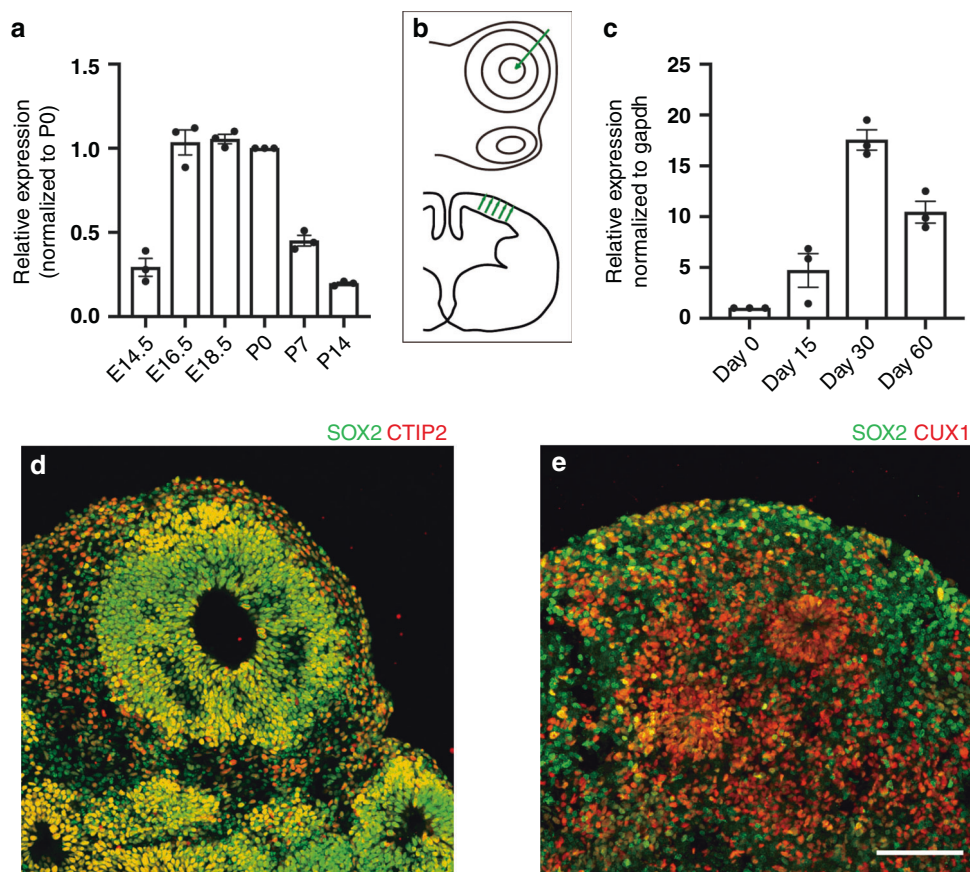 a
Relative expression
(normalized to P0)
1.5
1.0
0.5
0.0
E14.5
E16.5
E18.5
P0
P7
P14
b
c
Relative expression
normalized to gapdh
25
20
15
10
5
0
Day 0
Day 15
Day 30
Day 60
SOX2 CTIP2
d
SOX2 CUX1
e